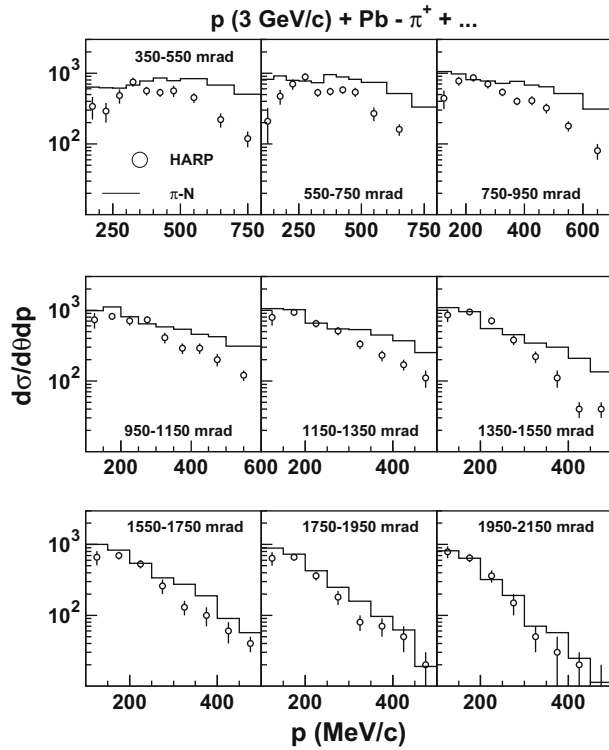 p (3 GeV/c) + Pb - π⁺ + ...
350-550 mrad
10³
10²
HARP
π-N
550-750 mrad
750-950 mrad
250 500 750 250 500 750 200 400 600
dσ/dθdp
10³
10²
950-1150 mrad
1150-1350 mrad
1350-1550 mrad
200 400 600 200 400 200 400
1550-1750 mrad
1750-1950 mrad
1950-2150 mrad
10³
10²
200 400 200 400 200 400
p (MeV/c)